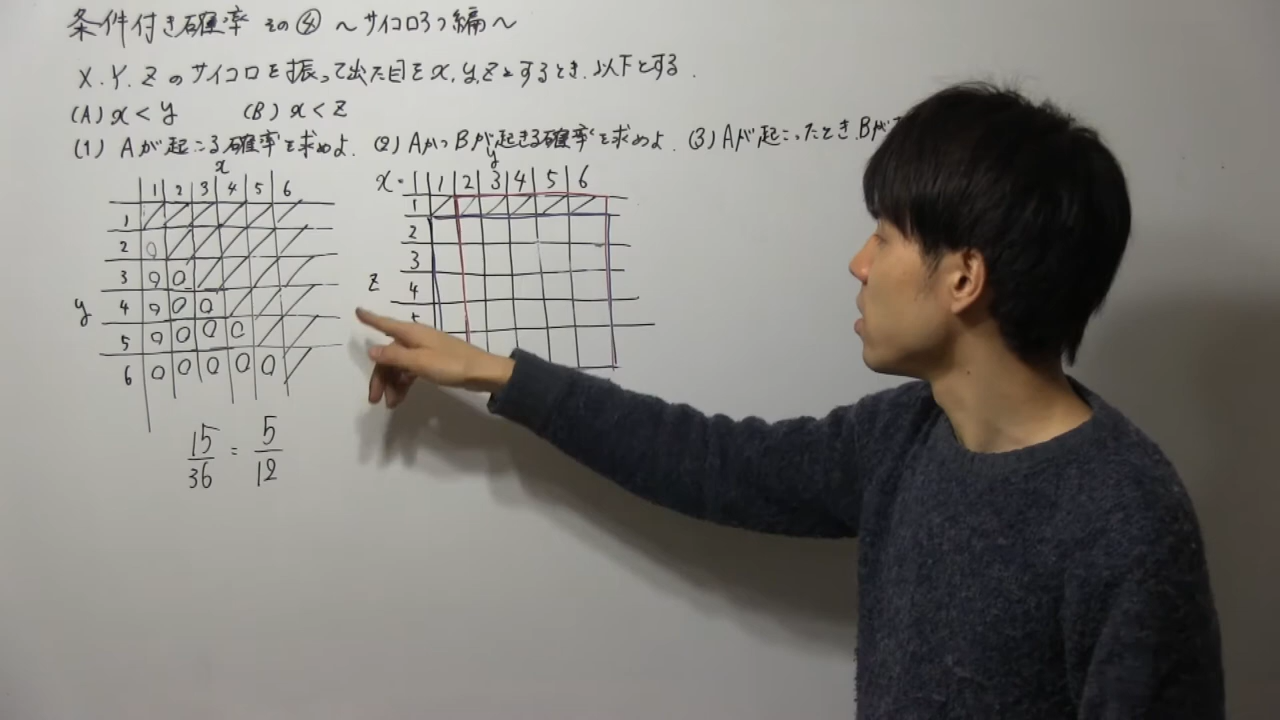 条件付き確率 その④ ～サイコロ3つ編～
X.Y.Zのサイコロを振って出た目をx,y,zとするとき.以下とする.
(A) x < y (B) x < z
(1) Aが起こる確率を求めよ. (2) AかつBが起きる確率を求めよ. (3) Aが起こったとき.Bが
x
1 2 3 4 5 6
1
2 0
3 0 0
y 4 0 0 0
5 0 0 0 0
6 0 0 0 0 0
15/36 = 5/12
y
x・1 1 2 3 4 5 6
1
2
3
z 4